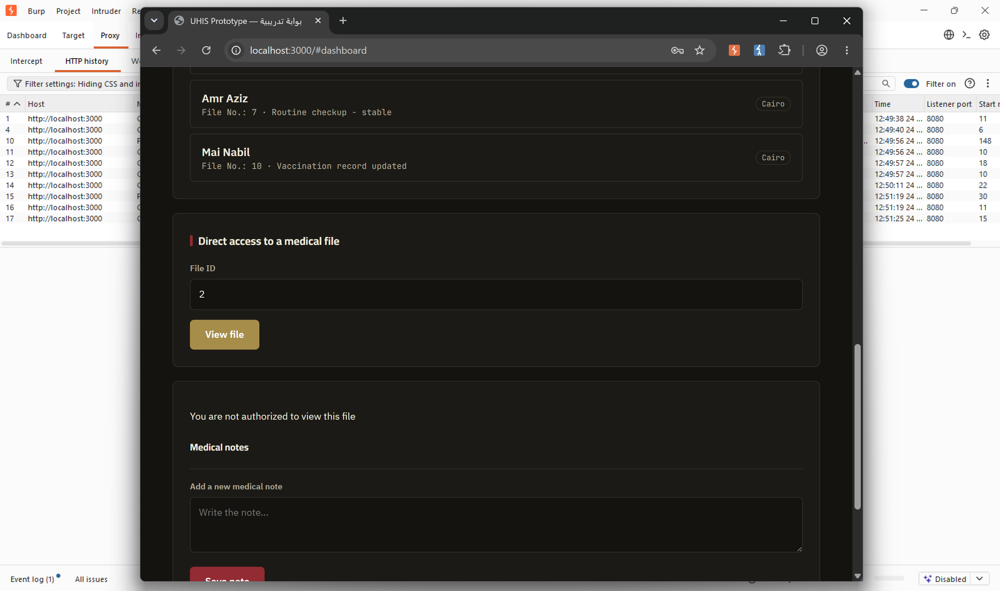 Burp Project Intruder
UHIS Prototype — بوابة تدريبية
Dashboard Target Proxy
localhost:3000/#dashboard
Intercept HTTP history
Filter settings: Hiding CSS and
Filter on
# Host
Time Listener port Start
1 http://localhost:3000 12:49:38 24 ... 8080 11
4 http://localhost:3000 12:49:40 24 ... 8080 6
10 http://localhost:3000 12:49:56 24 ... 8080 148
11 http://localhost:3000 12:49:56 24 ... 8080 10
12 http://localhost:3000 12:49:57 24 ... 8080 18
13 http://localhost:3000 12:49:57 24 ... 8080 10
14 http://localhost:3000 12:50:11 24 ... 8080 22
15 http://localhost:3000 12:51:19 24 ... 8080 30
16 http://localhost:3000 12:51:19 24 ... 8080 11
17 http://localhost:3000 12:51:25 24 ... 8080 15
Amr Aziz
File No.: 7 · Routine checkup - stable
Cairo
Mai Nabil
File No.: 10 · Vaccination record updated
Cairo
Direct access to a medical file
File ID
2
View file
You are not authorized to view this file
Medical notes
Add a new medical note
Write the note...
Save note
Event log (1) All issues
Disabled